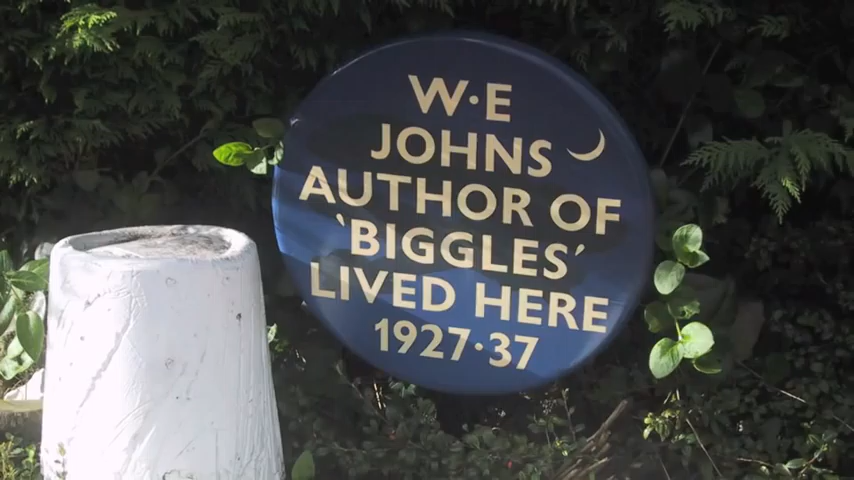 W·E
JOHNS
AUTHOR OF
'BIGGLES'
LIVED HERE
1927·37